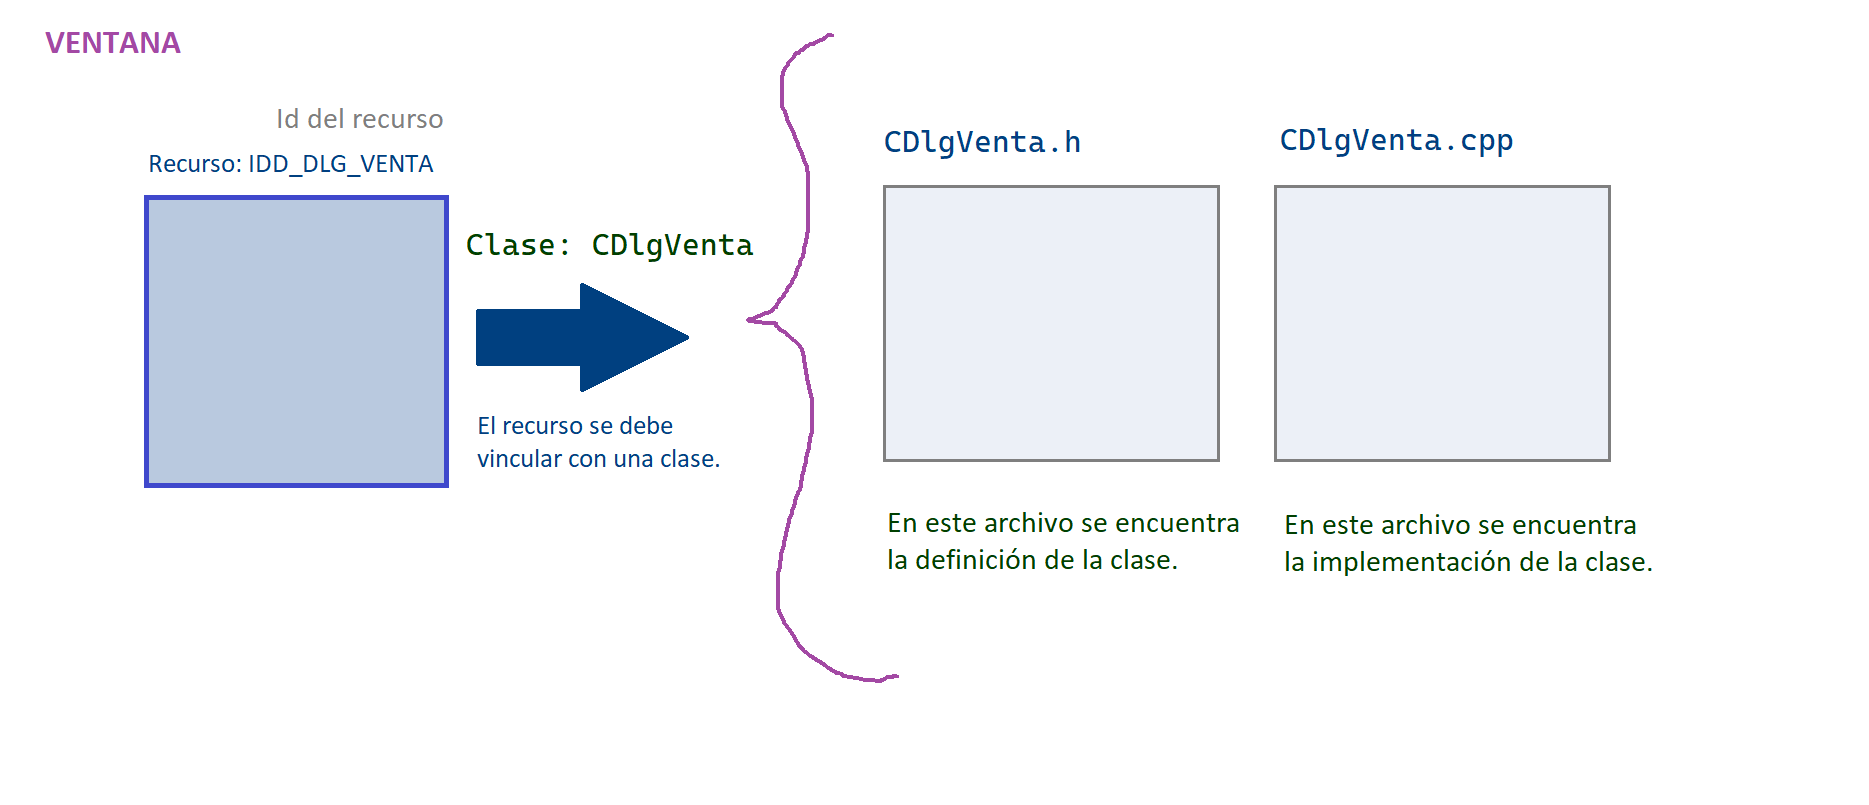 VENTANA
Id del recurso
Recurso: IDD_DLG_VENTA
Clase: CDlgVenta
El recurso se debe
vincular con una clase.
CDlgVenta.h
En este archivo se encuentra
la definición de la clase.
CDlgVenta.cpp
En este archivo se encuentra
la implementación de la clase.